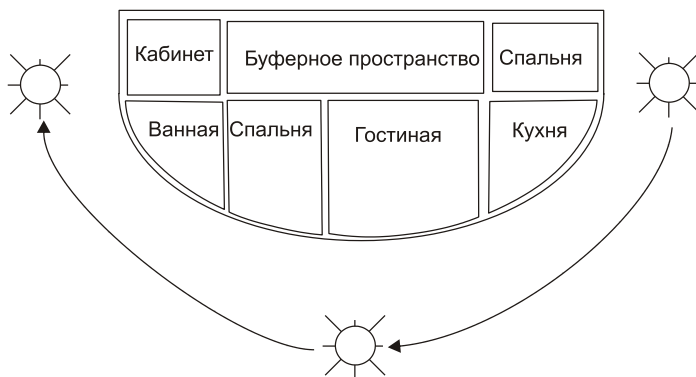 Кабинет
Буферное пространство
Спальня
Ванная
Спальня
Гостиная
Кухня